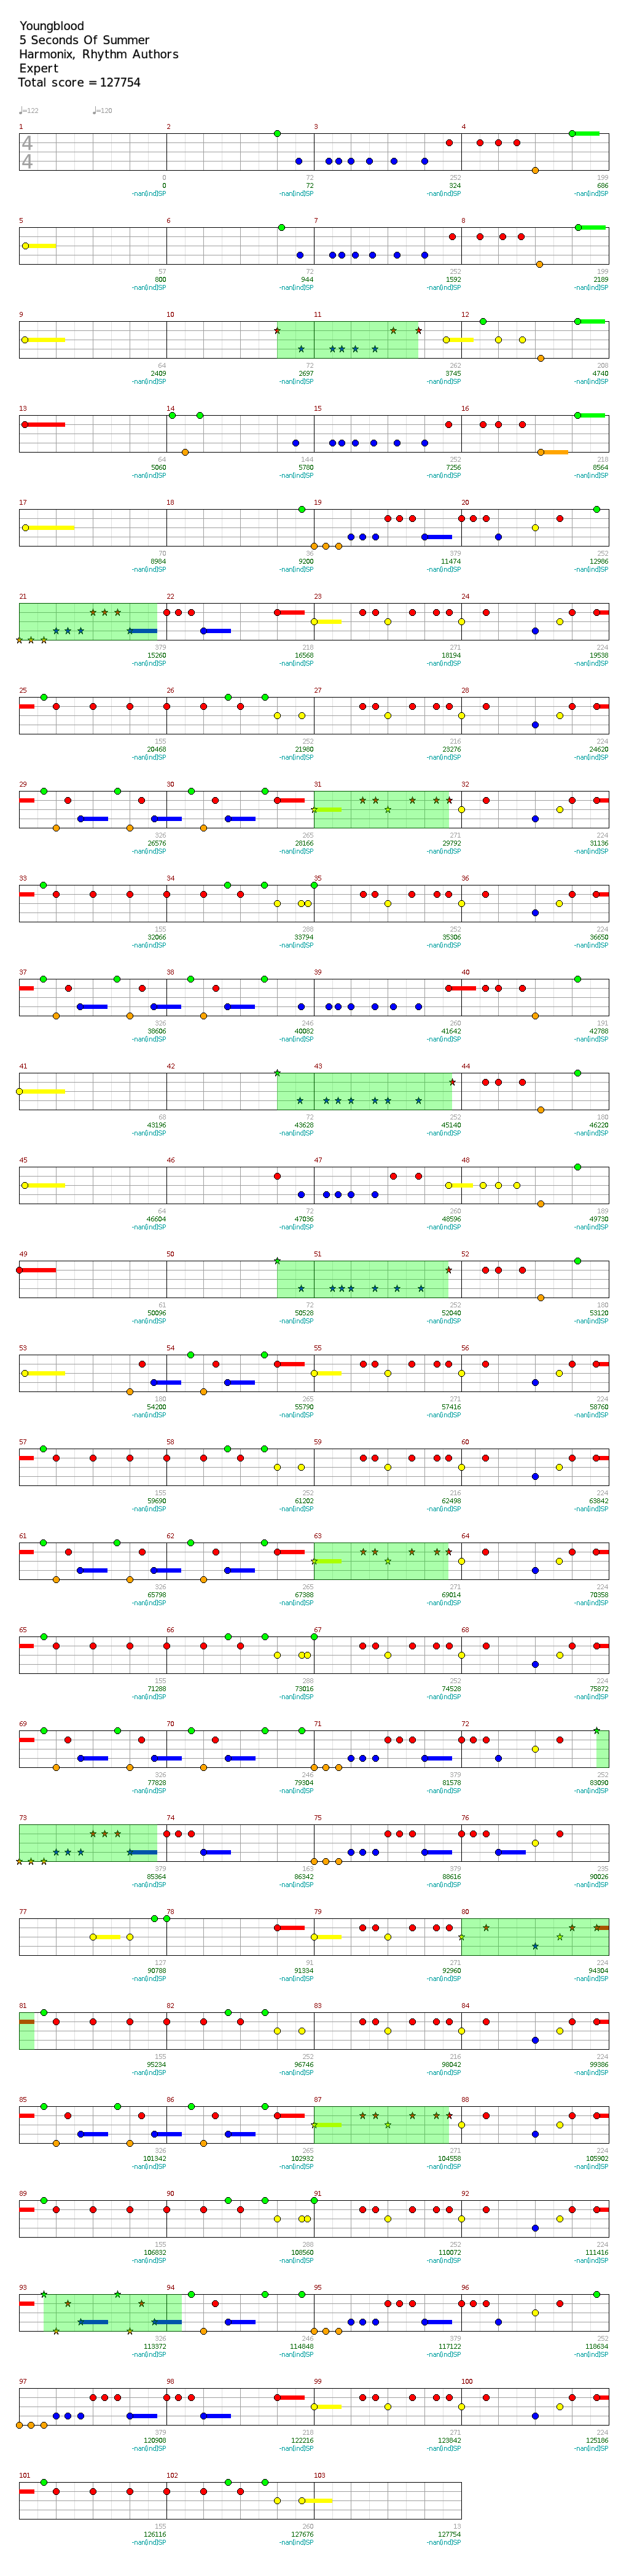 Youngblood
5 Seconds Of Summer
Harmonix, Rhythm Authors
Expert
Total score = 127754
♩=122 ♩=120
1 2 3 4
4
4
0 72 252 199
0 72 324 686
-nan(ind)SP -nan(ind)SP -nan(ind)SP -nan(ind)SP
5 6 7 8
57 72 252 199
800 944 1592 2189
-nan(ind)SP -nan(ind)SP -nan(ind)SP -nan(ind)SP
9 10 11 12
64 72 262 208
2409 2697 3745 4740
-nan(ind)SP -nan(ind)SP -nan(ind)SP -nan(ind)SP
13 14 15 16
64 144 252 218
5060 5780 7256 8564
-nan(ind)SP -nan(ind)SP -nan(ind)SP -nan(ind)SP
17 18 19 20
70 36 379 252
8984 9200 11474 12986
-nan(ind)SP -nan(ind)SP -nan(ind)SP -nan(ind)SP
21 22 23 24
379 218 271 224
15260 16568 18194 19538
-nan(ind)SP -nan(ind)SP -nan(ind)SP -nan(ind)SP
25 26 27 28
155 252 216 224
20468 21980 23276 24620
-nan(ind)SP -nan(ind)SP -nan(ind)SP -nan(ind)SP
29 30 31 32
326 265 271 224
26576 28166 29792 31136
-nan(ind)SP -nan(ind)SP -nan(ind)SP -nan(ind)SP
33 34 35 36
155 288 252 224
32066 33794 35306 36650
-nan(ind)SP -nan(ind)SP -nan(ind)SP -nan(ind)SP
37 38 39 40
326 246 260 191
38606 40082 41642 42788
-nan(ind)SP -nan(ind)SP -nan(ind)SP -nan(ind)SP
41 42 43 44
68 72 252 180
43196 43628 45140 46220
-nan(ind)SP -nan(ind)SP -nan(ind)SP -nan(ind)SP
45 46 47 48
64 72 260 189
46604 47036 48596 49730
-nan(ind)SP -nan(ind)SP -nan(ind)SP -nan(ind)SP
49 50 51 52
61 72 252 180
50096 50528 52040 53120
-nan(ind)SP -nan(ind)SP -nan(ind)SP -nan(ind)SP
53 54 55 56
180 265 271 224
54200 55790 57416 58760
-nan(ind)SP -nan(ind)SP -nan(ind)SP -nan(ind)SP
57 58 59 60
155 252 216 224
59690 61202 62498 63842
-nan(ind)SP -nan(ind)SP -nan(ind)SP -nan(ind)SP
61 62 63 64
326 265 271 224
65798 67388 69014 70358
-nan(ind)SP -nan(ind)SP -nan(ind)SP -nan(ind)SP
65 66 67 68
155 288 252 224
71288 73016 74528 75872
-nan(ind)SP -nan(ind)SP -nan(ind)SP -nan(ind)SP
69 70 71 72
326 246 379 252
77828 79304 81578 83090
-nan(ind)SP -nan(ind)SP -nan(ind)SP -nan(ind)SP
73 74 75 76
379 163 379 235
85364 86342 88616 90026
-nan(ind)SP -nan(ind)SP -nan(ind)SP -nan(ind)SP
77 78 79 80
127 91 271 224
90788 91334 92960 94304
-nan(ind)SP -nan(ind)SP -nan(ind)SP -nan(ind)SP
81 82 83 84
155 252 216 224
95234 96746 98042 99386
-nan(ind)SP -nan(ind)SP -nan(ind)SP -nan(ind)SP
85 86 87 88
326 265 271 224
101342 102932 104558 105902
-nan(ind)SP -nan(ind)SP -nan(ind)SP -nan(ind)SP
89 90 91 92
155 288 252 224
106832 108560 110072 111416
-nan(ind)SP -nan(ind)SP -nan(ind)SP -nan(ind)SP
93 94 95 96
326 246 379 252
113372 114848 117122 118634
-nan(ind)SP -nan(ind)SP -nan(ind)SP -nan(ind)SP
97 98 99 100
379 218 271 224
120908 122216 123842 125186
-nan(ind)SP -nan(ind)SP -nan(ind)SP -nan(ind)SP
101 102 103
155 260 13
126116 127676 127754
-nan(ind)SP -nan(ind)SP -nan(ind)SP